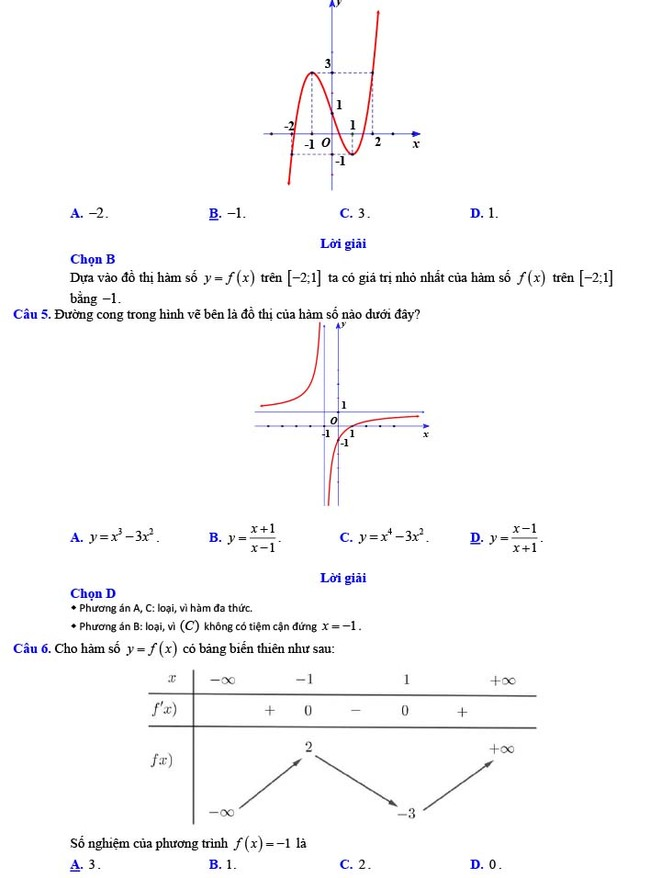 y
3
1
-2
1
-1 O
2
x
-1
A. −2. B. −1. C. 3. D. 1.
Lời giải
Chọn B
Dựa vào đồ thị hàm số y = f(x) trên [−2;1] ta có giá trị nhỏ nhất của hàm số f(x) trên [−2;1]
bằng −1.
Câu 5. Đường cong trong hình vẽ bên là đồ thị của hàm số nào dưới đây?
y
1
O
-1 1 x
-1
A. y = x³ − 3x². B. y = (x+1)/(x−1). C. y = x⁴ − 3x². D. y = (x−1)/(x+1).
Lời giải
Chọn D
♦ Phương án A, C: loại, vì hàm đa thức.
♦ Phương án B: loại, vì (C) không có tiệm cận đứng x = −1.
Câu 6. Cho hàm số y = f(x) có bảng biến thiên như sau:
x −∞ −1 1 +∞
f'x) + 0 − 0 +
2 +∞
fx)
−∞ −3
Số nghiệm của phương trình f(x) = −1 là
A. 3. B. 1. C. 2. D. 0.